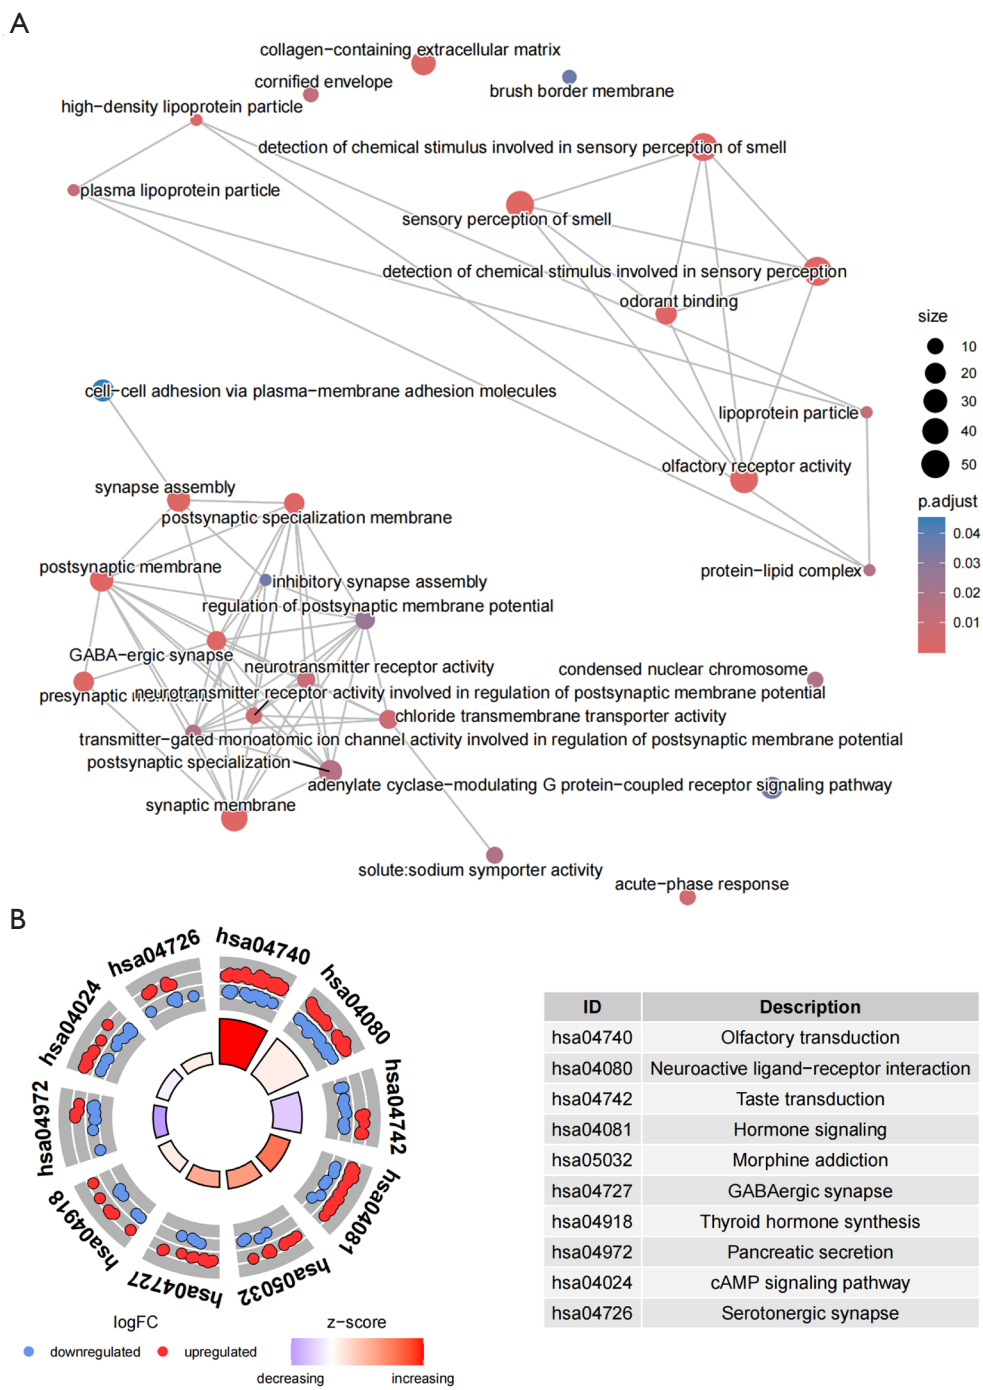 A
collagen−containing extracellular matrix
cornified envelope
brush border membrane
high−density lipoprotein particle
detection of chemical stimulus involved in sensory perception of smell
plasma lipoprotein particle
sensory perception of smell
detection of chemical stimulus involved in sensory perception
odorant binding
size
10
20
30
40
50
cell−cell adhesion via plasma−membrane adhesion molecules
lipoprotein particle
olfactory receptor activity
synapse assembly
postsynaptic specialization membrane
p.adjust
0.04
0.03
0.02
0.01
postsynaptic membrane
inhibitory synapse assembly
protein−lipid complex
regulation of postsynaptic membrane potential
GABA−ergic synapse
neurotransmitter receptor activity
condensed nuclear chromosome
presynaptic membrane
neurotransmitter receptor activity involved in regulation of postsynaptic membrane potential
chloride transmembrane transporter activity
transmitter−gated monoatomic ion channel activity involved in regulation of postsynaptic membrane potential
postsynaptic specialization
adenylate cyclase−modulating G protein−coupled receptor signaling pathway
synaptic membrane
solute:sodium symporter activity
acute−phase response
B
hsa04740
hsa04080
hsa04742
hsa04081
hsa05032
hsa04727
hsa04918
hsa04972
hsa04024
hsa04726
logFC
downregulated
upregulated
z−score
decreasing
increasing
ID Description
hsa04740 Olfactory transduction
hsa04080 Neuroactive ligand−receptor interaction
hsa04742 Taste transduction
hsa04081 Hormone signaling
hsa05032 Morphine addiction
hsa04727 GABAergic synapse
hsa04918 Thyroid hormone synthesis
hsa04972 Pancreatic secretion
hsa04024 cAMP signaling pathway
hsa04726 Serotonergic synapse